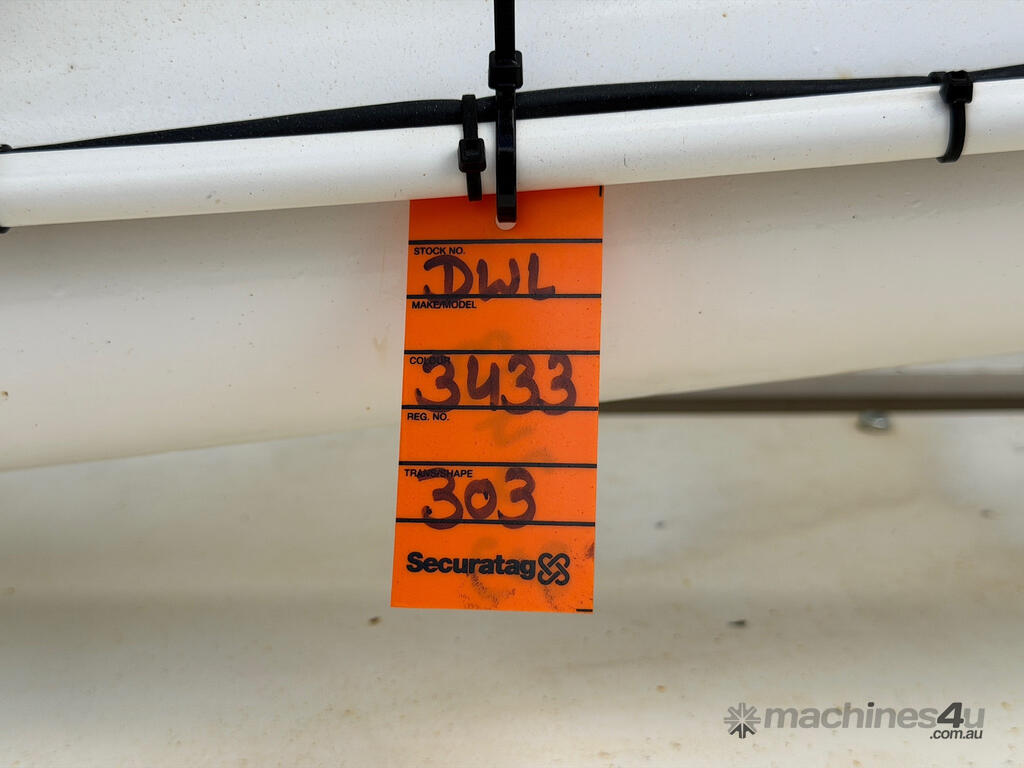 STOCK NO.
DWL
MAKE/MODEL
COLOUR
3433
REG. NO.
TRANS/SHAPE
303
Securatag
machines4u
.com.au